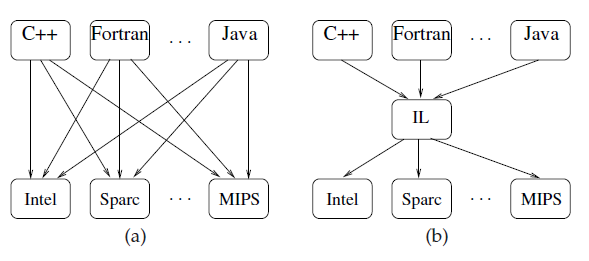 C++ Fortran . . . Java C++ Fortran . . . Java
IL
Intel Sparc . . . MIPS Intel Sparc . . . MIPS
(a) (b)